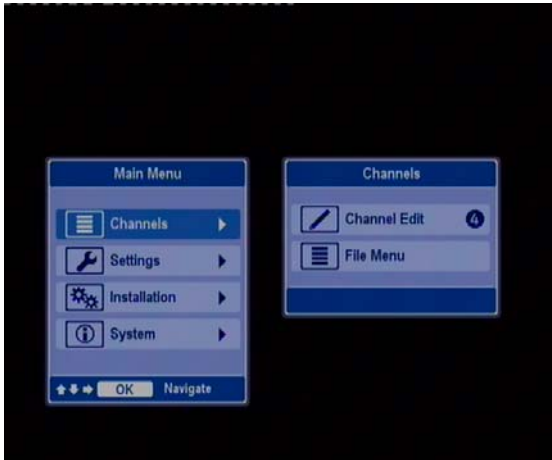 Main Menu
Channels
Settings
Installation
System
OK Navigate
Channels
Channel Edit 4
File Menu